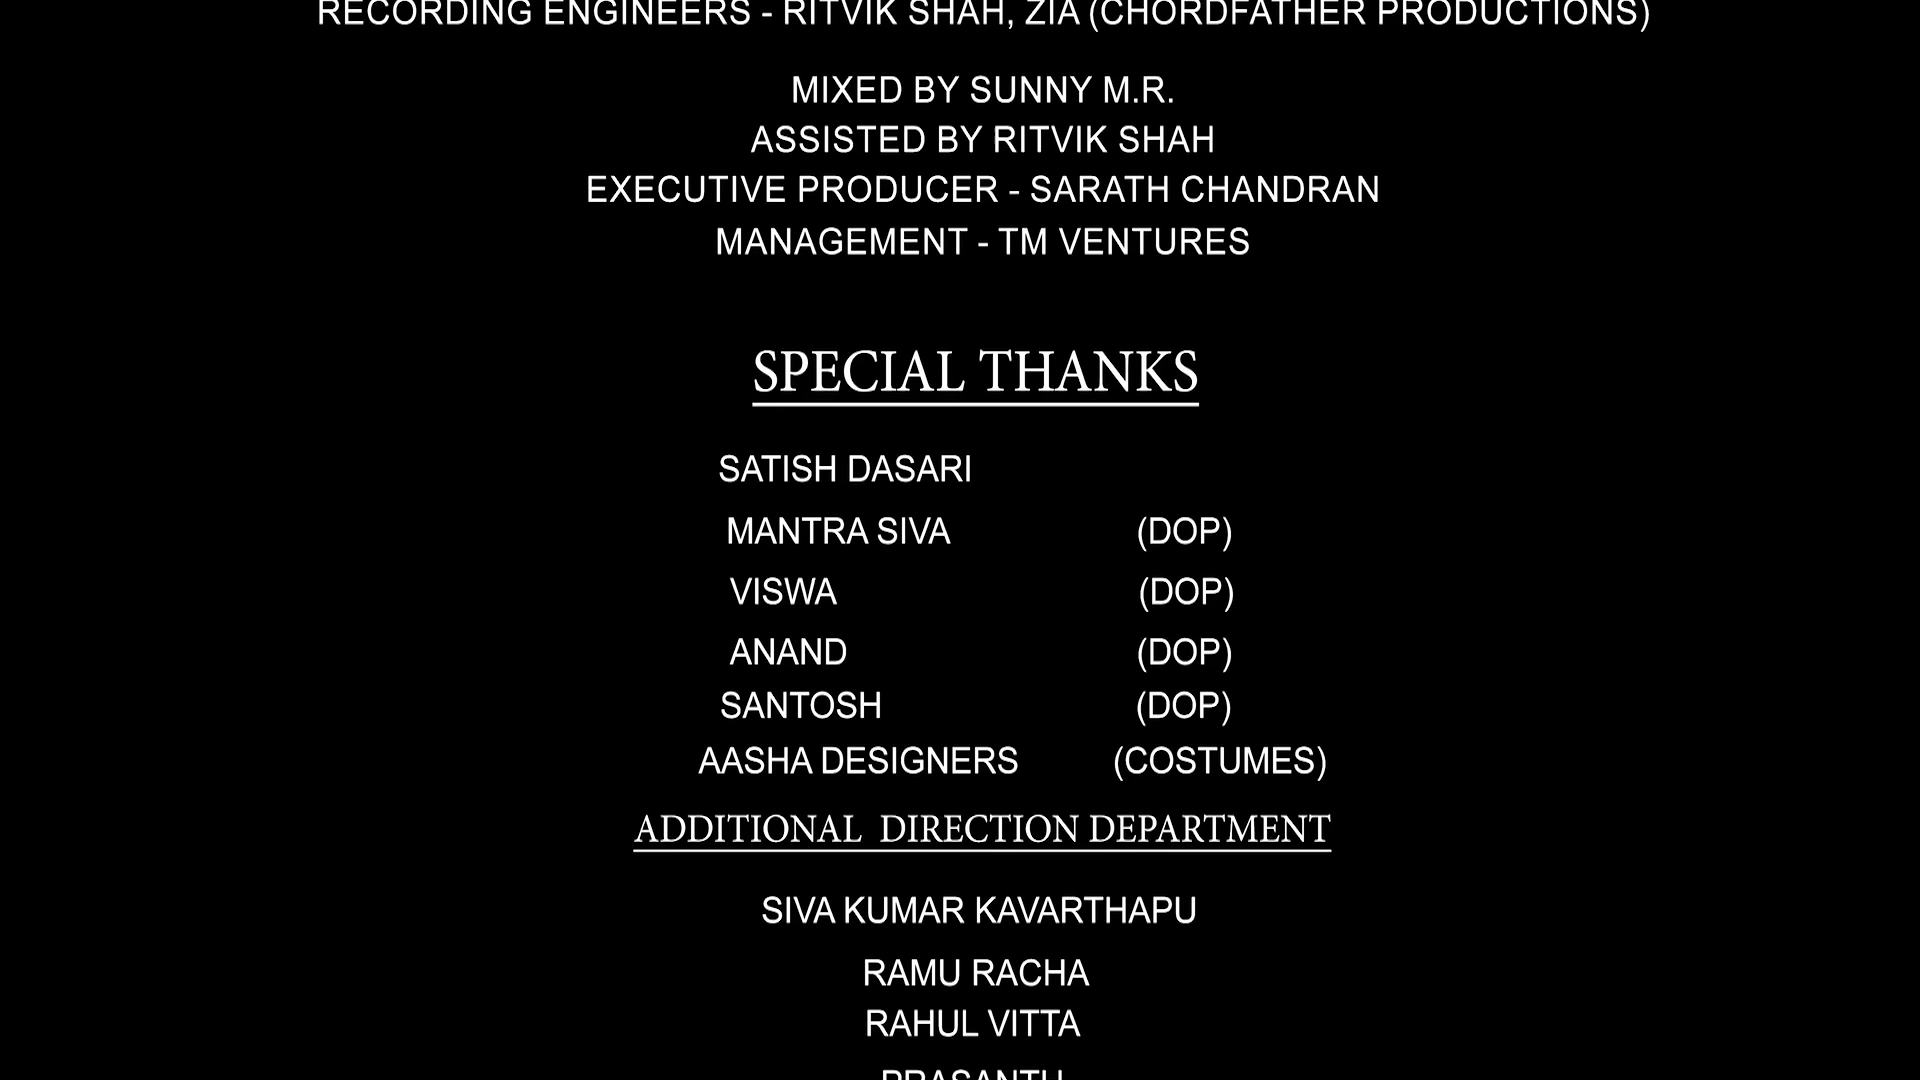 RECORDING ENGINEERS - RITVIK SHAH, ZIA (CHORDFATHER PRODUCTIONS)
MIXED BY SUNNY M.R.
ASSISTED BY RITVIK SHAH
EXECUTIVE PRODUCER - SARATH CHANDRAN
MANAGEMENT - TM VENTURES
SPECIAL THANKS
SATISH DASARI
MANTRA SIVA (DOP)
VISWA (DOP)
ANAND (DOP)
SANTOSH (DOP)
AASHA DESIGNERS (COSTUMES)
ADDITIONAL DIRECTION DEPARTMENT
SIVA KUMAR KAVARTHAPU
RAMU RACHA
RAHUL VITTA
PRASANTH